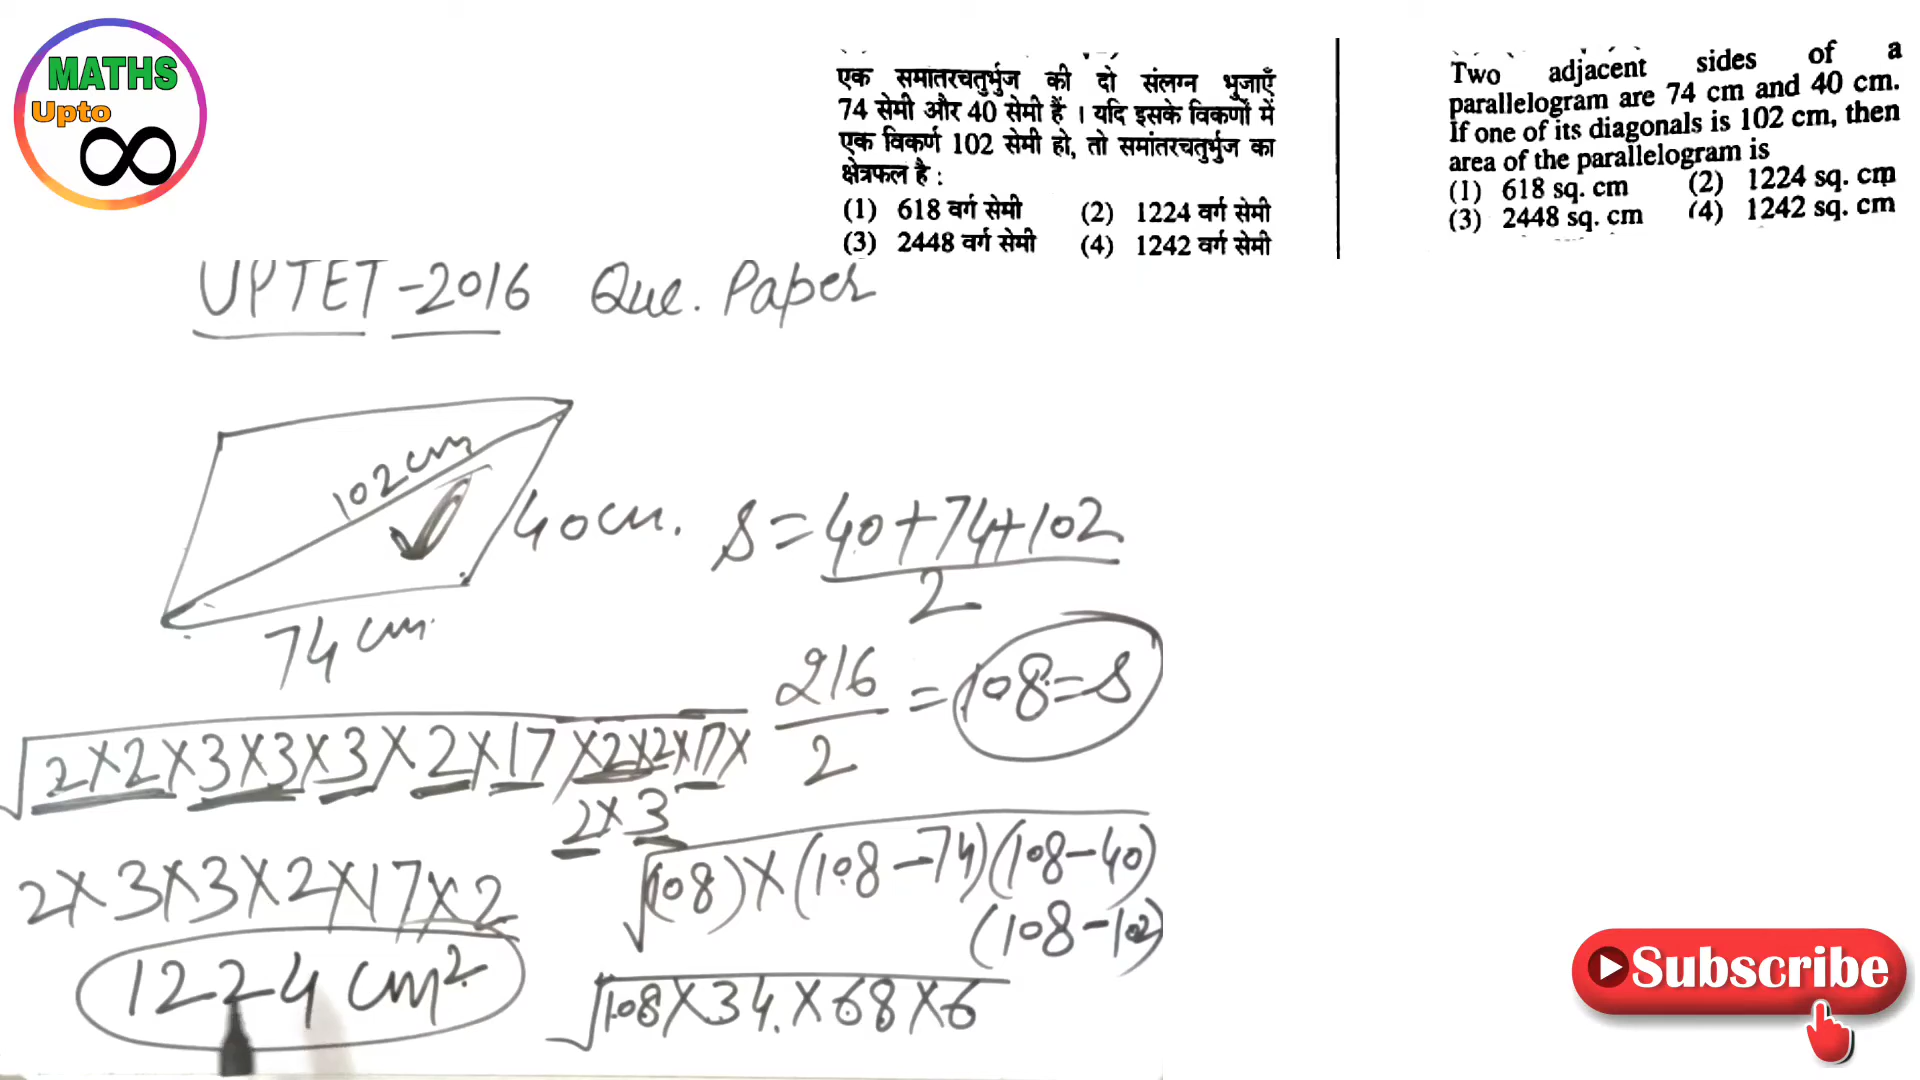 MATHS
Upto
एक समांतरचतुर्भुज की दो संलग्न भुजाएँ
74 सेमी और 40 सेमी हैं । यदि इसके विकर्णों में
एक विकर्ण 102 सेमी हो, तो समांतरचतुर्भुज का
क्षेत्रफल है :
(1) 618 वर्ग सेमी (2) 1224 वर्ग सेमी
(3) 2448 वर्ग सेमी (4) 1242 वर्ग सेमी
Two adjacent sides of a
parallelogram are 74 cm and 40 cm.
If one of its diagonals is 102 cm, then
area of the parallelogram is
(1) 618 sq. cm (2) 1224 sq. cm
(3) 2448 sq. cm (4) 1242 sq. cm
UPTET-2016 Que. Paper
102 cm
40 cm.
74 cm.
s = 40+74+102
2
216
2
= 108 = s
√2×2×3×3×3×2×17×2×2×17×
2×3
√(108)×(108-74)(108-40)
(108-102)
2×3×3×2×17×2
1224 cm²
√108×34×68×6
Subscribe